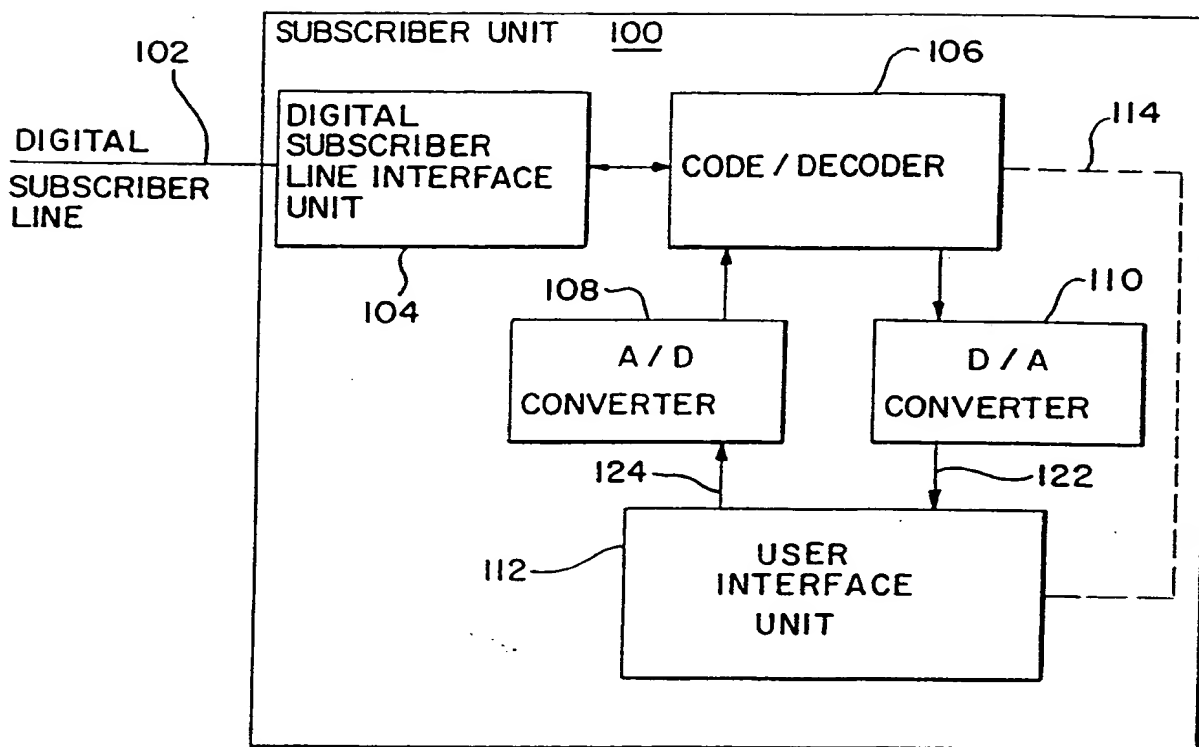 SUBSCRIBER UNIT 100
102
106
114
DIGITAL
SUBSCRIBER
LINE
DIGITAL
SUBSCRIBER
LINE INTERFACE
UNIT
CODE / DECODER
104
108
110
A / D
CONVERTER
D / A
CONVERTER
124
122
112
USER
INTERFACE
UNIT